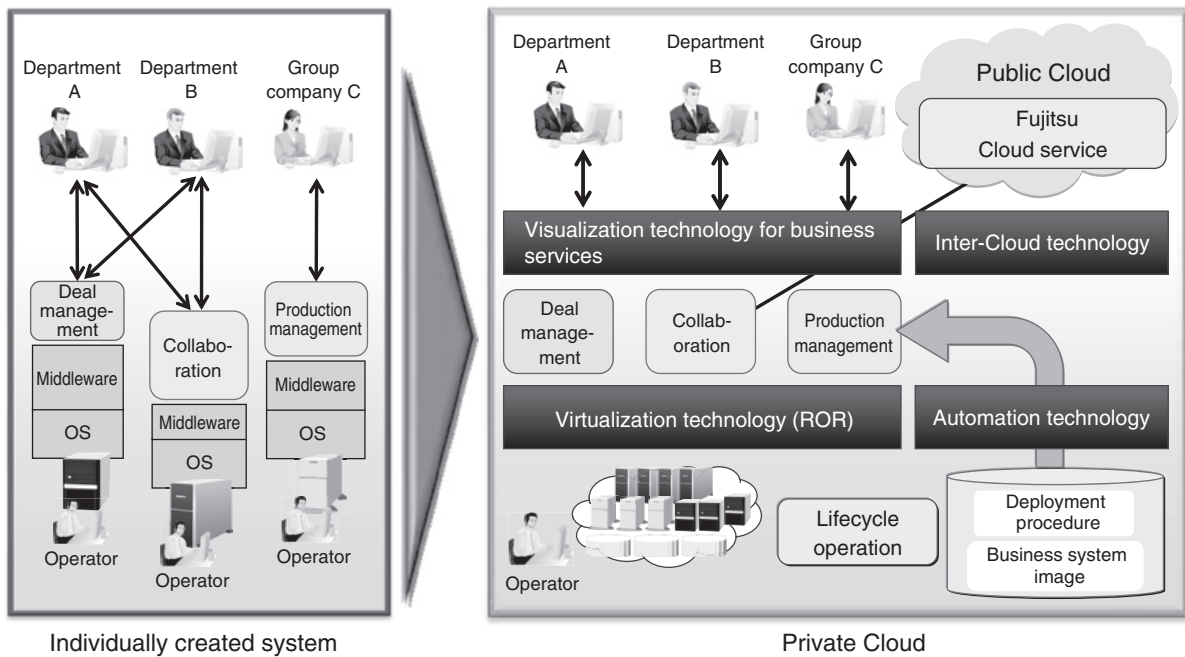 Department
A
Department
B
Group
company C
Deal
manage-
ment
Middleware
OS
Operator
Collabo-
ration
Middleware
OS
Operator
Production
management
Middleware
OS
Operator
Individually created system
Department
A
Department
B
Group
company C
Public Cloud
Fujitsu
Cloud service
Visualization technology for business
services
Inter-Cloud technology
Deal
manage-
ment
Collab-
oration
Production
management
Virtualization technology (ROR)
Automation technology
Operator
Lifecycle
operation
Deployment
procedure
Business system
image
Private Cloud